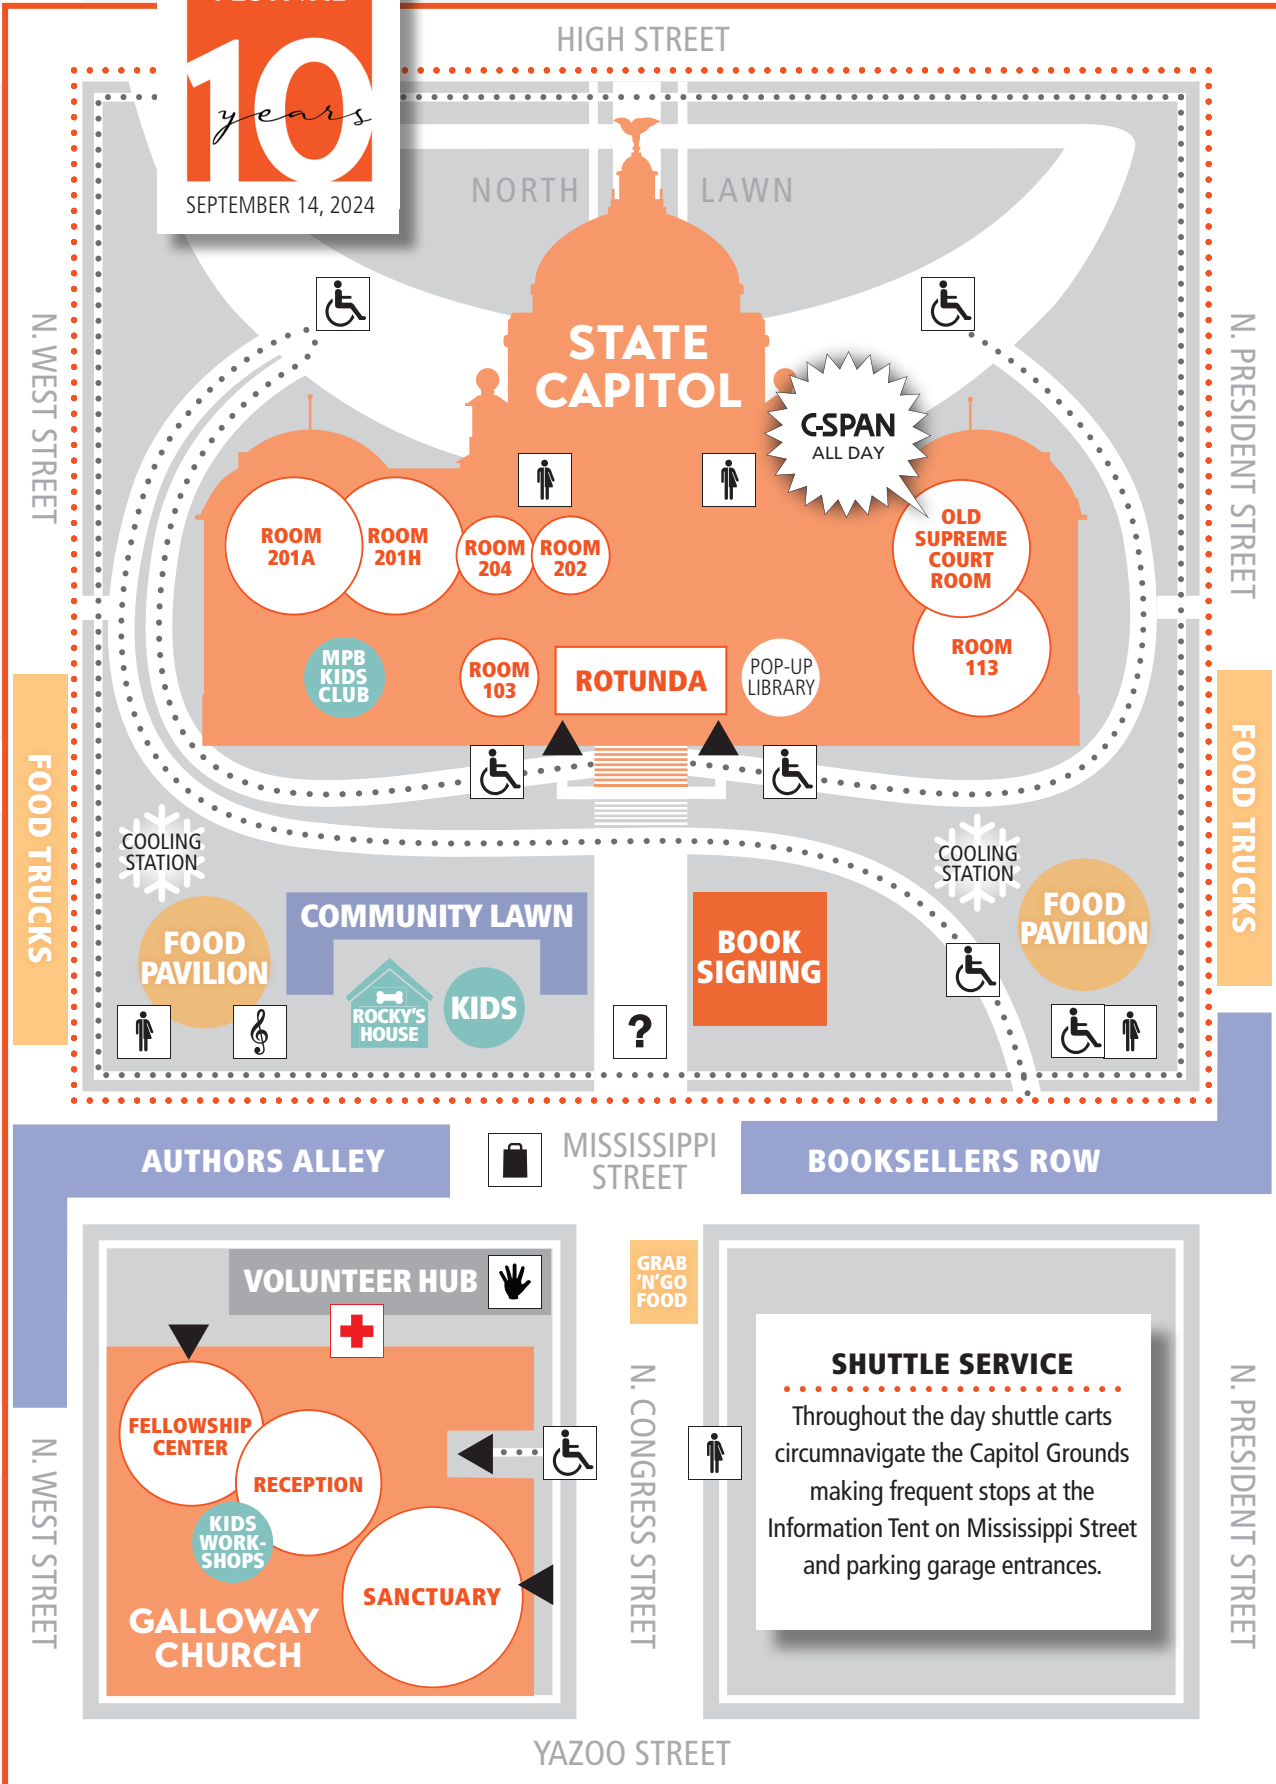 HIGH STREET
10
years
SEPTEMBER 14, 2024
NORTH LAWN
N. WEST STREET
N. PRESIDENT STREET
STATE
CAPITOL
C-SPAN
ALL DAY
ROOM
201A
ROOM
201H
ROOM
204
ROOM
202
OLD
SUPREME
COURT
ROOM
MPB
KIDS
CLUB
ROOM
103
ROTUNDA
POP-UP
LIBRARY
ROOM
113
FOOD TRUCKS
FOOD TRUCKS
COOLING
STATION
COOLING
STATION
FOOD
PAVILION
COMMUNITY LAWN
ROCKY'S
HOUSE
KIDS
?
BOOK
SIGNING
FOOD
PAVILION
AUTHORS ALLEY
MISSISSIPPI
STREET
BOOKSELLERS ROW
VOLUNTEER HUB
GRAB
'N'GO
FOOD
FELLOWSHIP
CENTER
RECEPTION
KIDS
WORK-
SHOPS
SANCTUARY
GALLOWAY
CHURCH
N. WEST STREET
N. CONGRESS STREET
SHUTTLE SERVICE
Throughout the day shuttle carts
circumnavigate the Capitol Grounds
making frequent stops at the
Information Tent on Mississippi Street
and parking garage entrances.
N. PRESIDENT STREET
YAZOO STREET